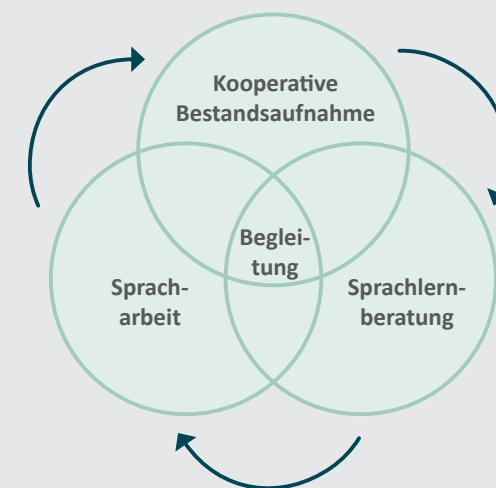 Kooperative
Bestandsaufnahme
Beglei-
tung
Sprach-
arbeit
Sprachlern-
beratung